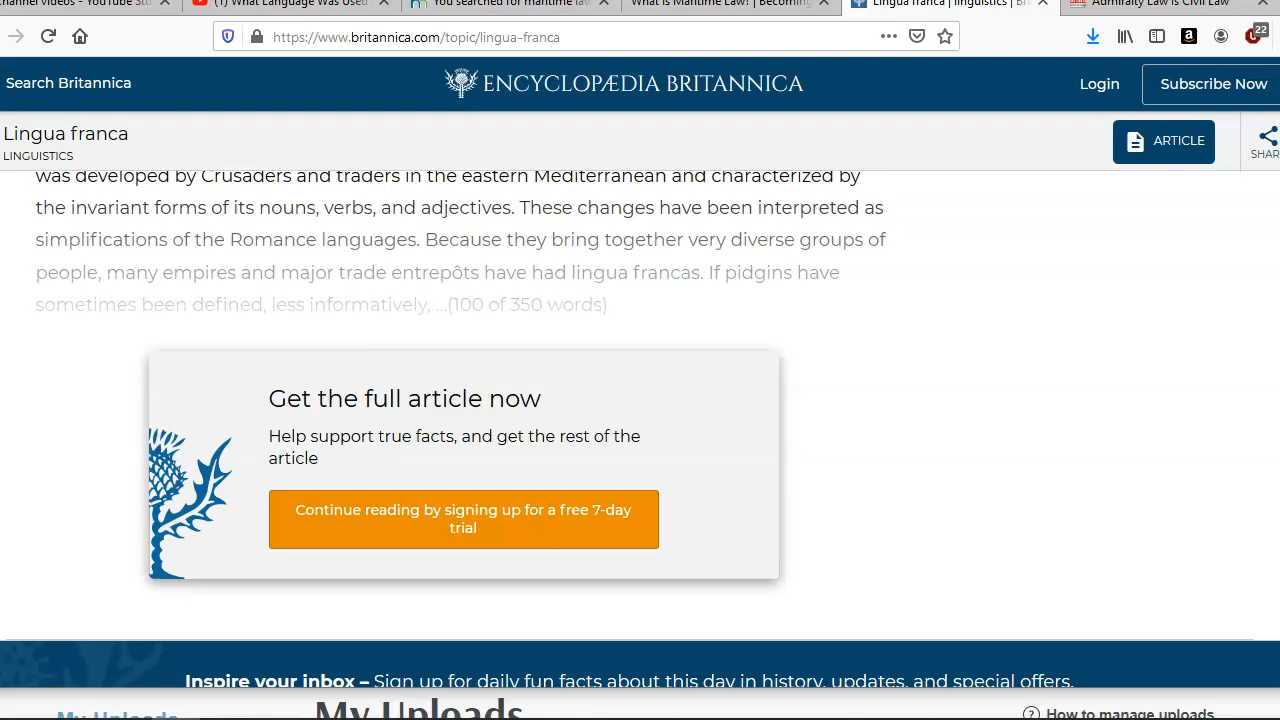 hannel videos - YouTube Stu
(1) What Language Was Used
You searched for maritime law
What is Maritime Law? | Becoming
Lingua franca | linguistics | Bri
Admiralty Law is Civil Law
https://www.britannica.com/topic/lingua-franca
22
Search Britannica
ENCYCLOPÆDIA BRITANNICA
Login
Subscribe Now
Lingua franca
LINGUISTICS
ARTICLE
SHAR
was developed by Crusaders and traders in the eastern Mediterranean and characterized by
the invariant forms of its nouns, verbs, and adjectives. These changes have been interpreted as
simplifications of the Romance languages. Because they bring together very diverse groups of
people, many empires and major trade entrepôts have had lingua francas. If pidgins have
sometimes been defined, less informatively, ...(100 of 350 words)
Get the full article now
Help support true facts, and get the rest of the
article
Continue reading by signing up for a free 7-day
trial
Inspire your inbox – Sign up for daily fun facts about this day in history, updates, and special offers.
My Uploads
My Uploads
How to manage uploads